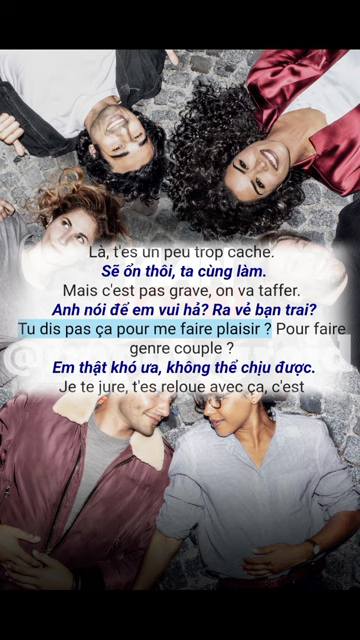 Là, t'es un peu trop cache.
Sẽ ổn thôi, ta cùng làm.
Mais c'est pas grave, on va taffer.
Anh nói để em vui hả? Ra vẻ bạn trai?
Tu dis pas ça pour me faire plaisir ? Pour faire
genre couple ?
Em thật khó ưa, không thể chịu được.
Je te jure, t'es reloue avec ça, c'est